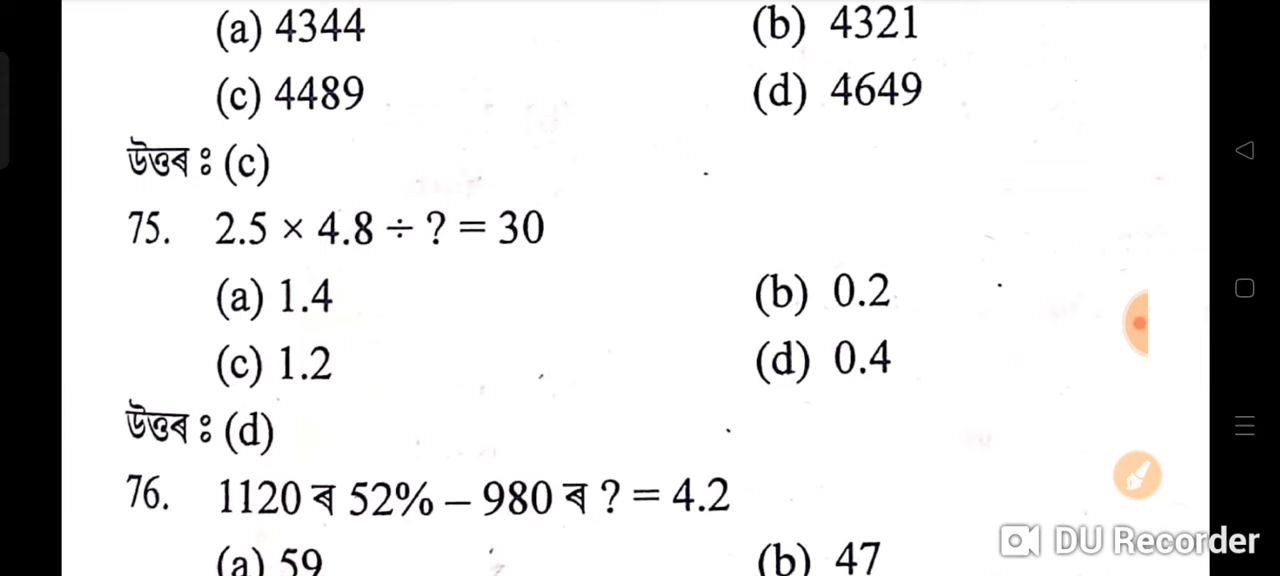 (a) 4344 (b) 4321
(c) 4489 (d) 4649
উত্তৰ ঃ (c)
75. 2.5 × 4.8 ÷ ? = 30
(a) 1.4 (b) 0.2
(c) 1.2 (d) 0.4
উত্তৰ ঃ (d)
76. 1120 ৰ 52% – 980 ৰ ? = 4.2
(a) 59 (b) 47
DU Recorder